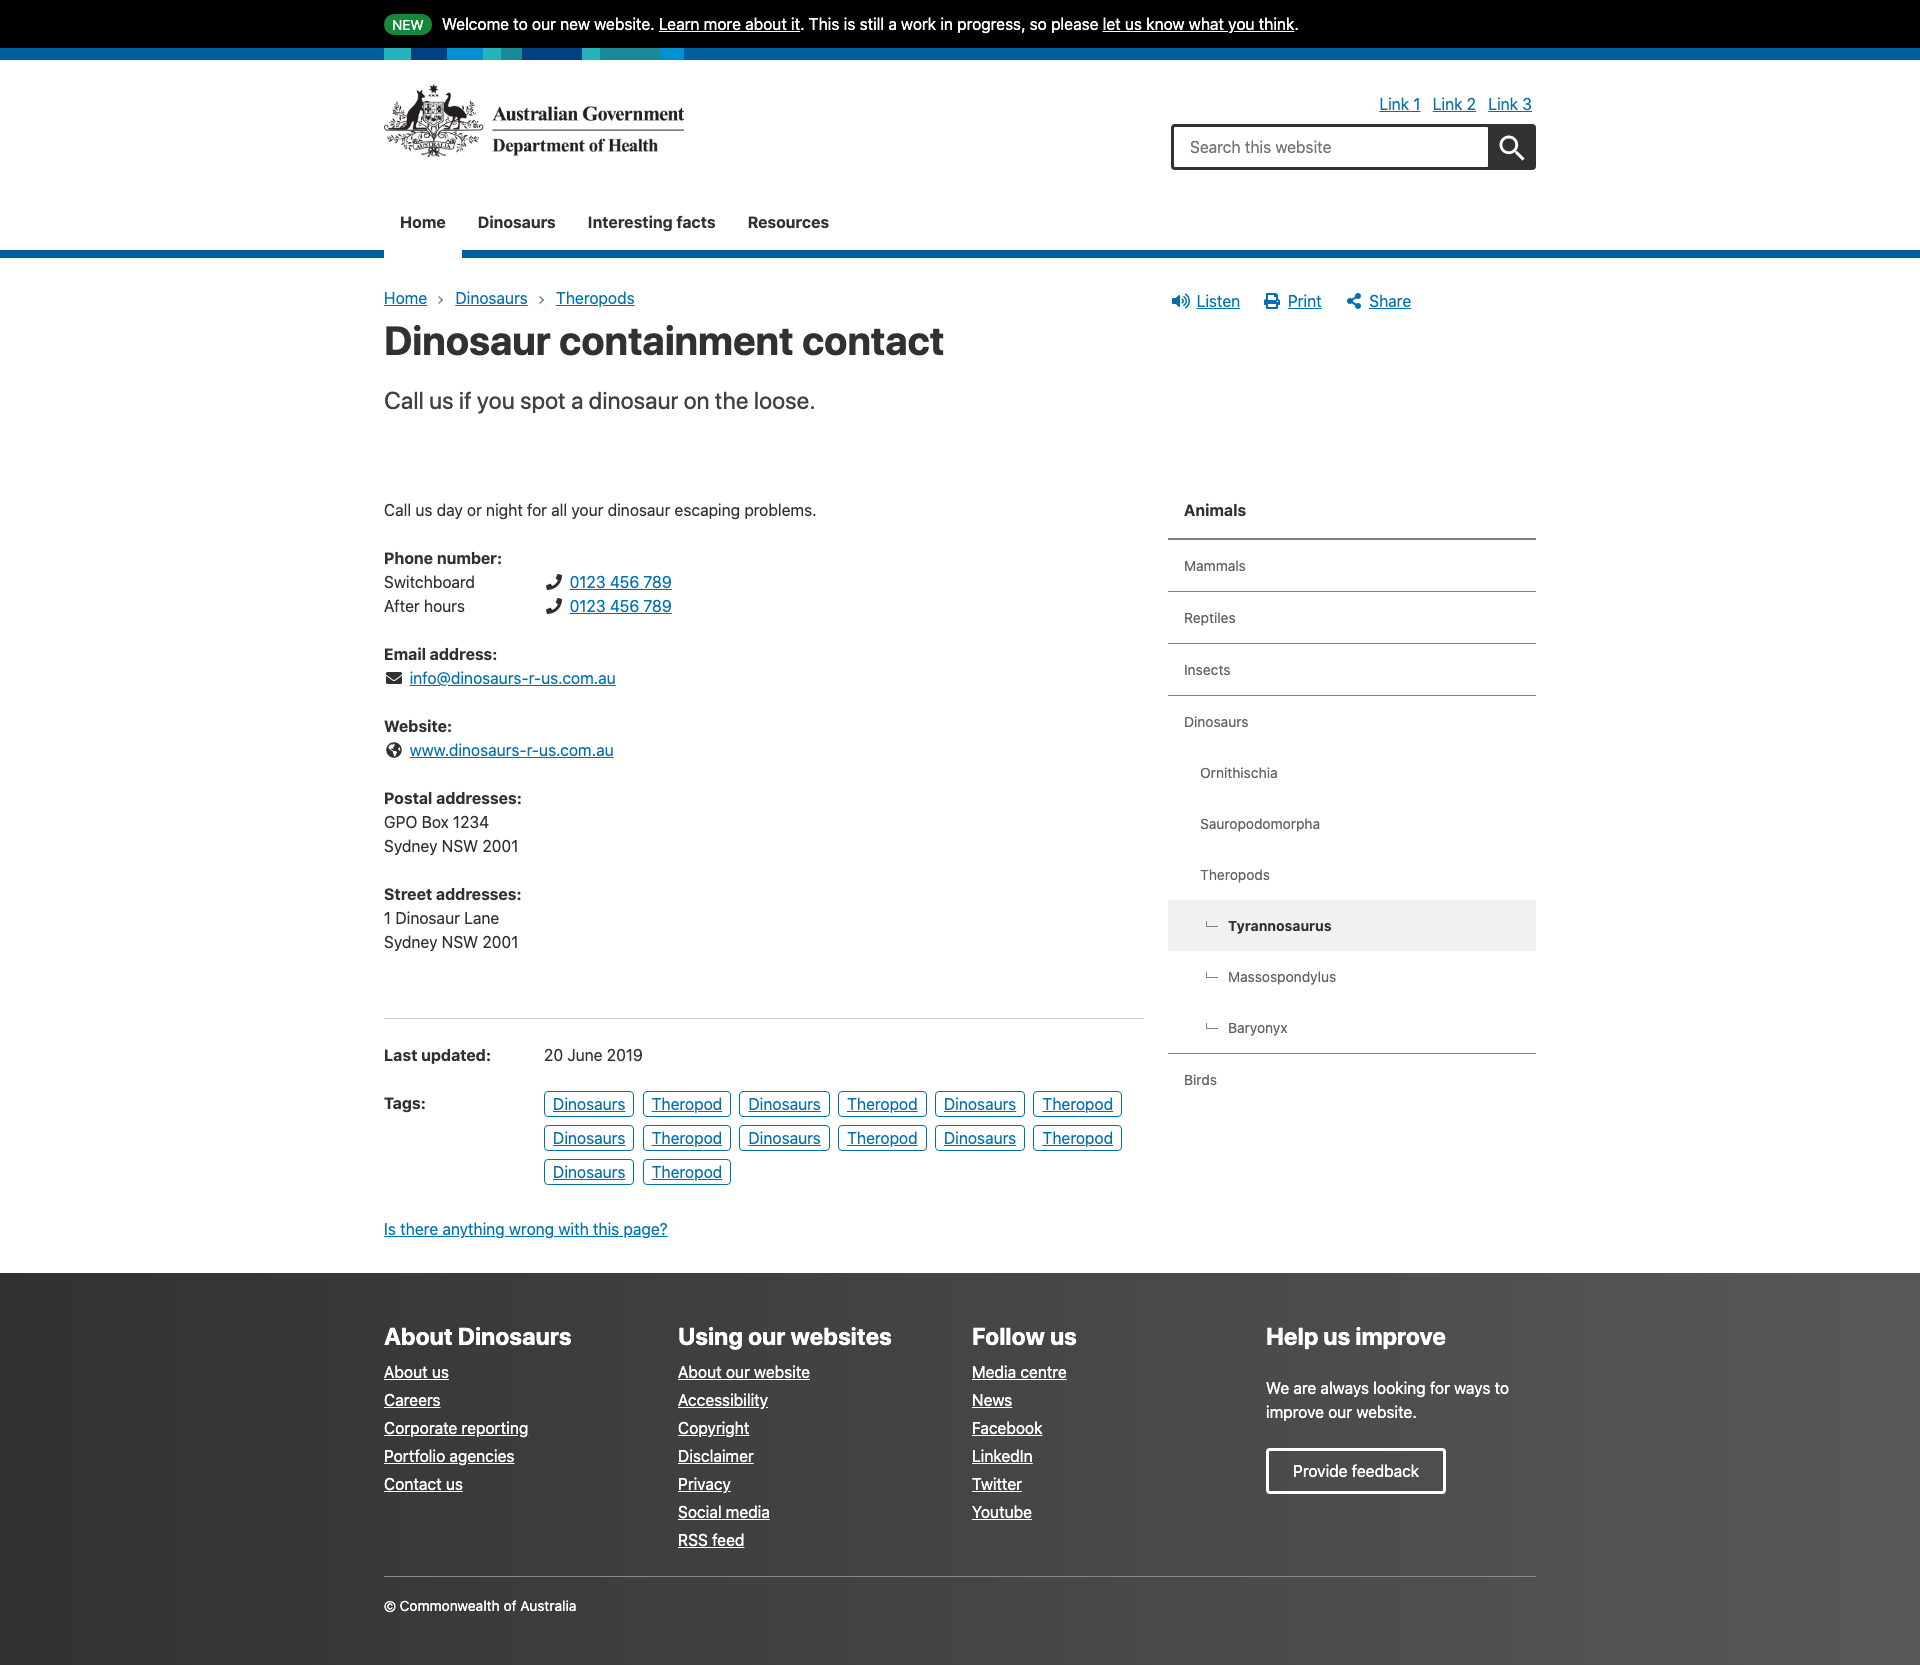 NEW Welcome to our new website. Learn more about it. This is still a work in progress, so please let us know what you think.
Australian Government
Department of Health
Link 1 Link 2 Link 3
Search this website
Home Dinosaurs Interesting facts Resources
Home > Dinosaurs > Theropods
Listen Print Share
Dinosaur containment contact
Call us if you spot a dinosaur on the loose.
Call us day or night for all your dinosaur escaping problems.
Phone number:
Switchboard 0123 456 789
After hours 0123 456 789
Email address:
info@dinosaurs-r-us.com.au
Website:
www.dinosaurs-r-us.com.au
Postal addresses:
GPO Box 1234
Sydney NSW 2001
Street addresses:
1 Dinosaur Lane
Sydney NSW 2001
Last updated: 20 June 2019
Tags: Dinosaurs Theropod Dinosaurs Theropod Dinosaurs Theropod
Dinosaurs Theropod Dinosaurs Theropod Dinosaurs Theropod
Dinosaurs Theropod
Is there anything wrong with this page?
Animals
Mammals
Reptiles
Insects
Dinosaurs
Ornithischia
Sauropodomorpha
Theropods
Tyrannosaurus
Massospondylus
Baryonyx
Birds
About Dinosaurs
About us
Careers
Corporate reporting
Portfolio agencies
Contact us
Using our websites
About our website
Accessibility
Copyright
Disclaimer
Privacy
Social media
RSS feed
Follow us
Media centre
News
Facebook
LinkedIn
Twitter
Youtube
Help us improve
We are always looking for ways to
improve our website.
Provide feedback
© Commonwealth of Australia